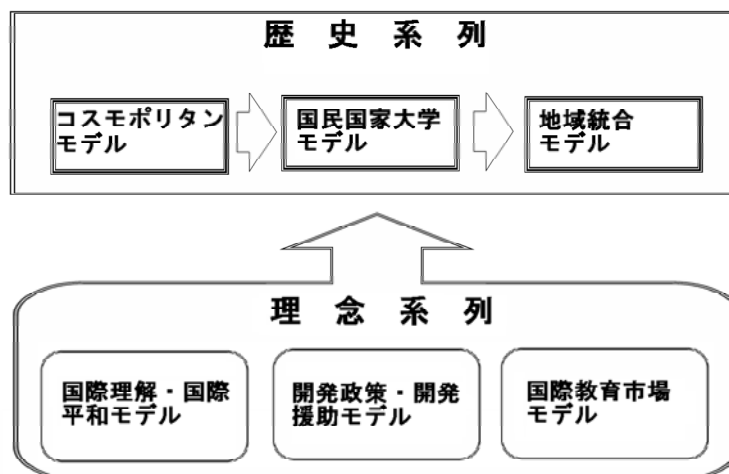 歴史系列
コスモポリタン
モデル
国民国家大学
モデル
地域統合
モデル
理念系列
国際理解・国際
平和モデル
開発政策・開発
援助モデル
国際教育市場
モデル